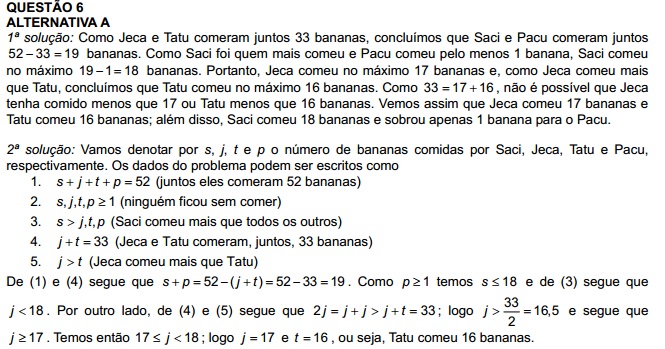 QUESTÃO 6
ALTERNATIVA A
1ª solução: Como Jeca e Tatu comeram juntos 33 bananas, concluímos que Saci e Pacu comeram juntos
52 – 33 = 19 bananas. Como Saci foi quem mais comeu e Pacu comeu pelo menos 1 banana, Saci comeu
no máximo 19 – 1 = 18 bananas. Portanto, Jeca comeu no máximo 17 bananas e, como Jeca comeu mais
que Tatu, concluímos que Tatu comeu no máximo 16 bananas. Como 33 = 17 + 16, não é possível que Jeca
tenha comido menos que 17 ou Tatu menos que 16 bananas. Vemos assim que Jeca comeu 17 bananas e
Tatu comeu 16 bananas; além disso, Saci comeu 18 bananas e sobrou apenas 1 banana para o Pacu.
2ª solução: Vamos denotar por s, j, t e p o número de bananas comidas por Saci, Jeca, Tatu e Pacu,
respectivamente. Os dados do problema podem ser escritos como
1. s + j + t + p = 52 (juntos eles comeram 52 bananas)
2. s, j, t, p ≥ 1 (ninguém ficou sem comer)
3. s > j, t, p (Saci comeu mais que todos os outros)
4. j + t = 33 (Jeca e Tatu comeram, juntos, 33 bananas)
5. j > t (Jeca comeu mais que Tatu)
De (1) e (4) segue que s + p = 52 – (j + t) = 52 – 33 = 19. Como p ≥ 1 temos s ≤ 18 e de (3) segue que
j < 18. Por outro lado, de (4) e (5) segue que 2j = j + j > j + t = 33; logo j > 33/2 = 16,5 e segue que
j ≥ 17. Temos então 17 ≤ j < 18; logo j = 17 e t = 16, ou seja, Tatu comeu 16 bananas.